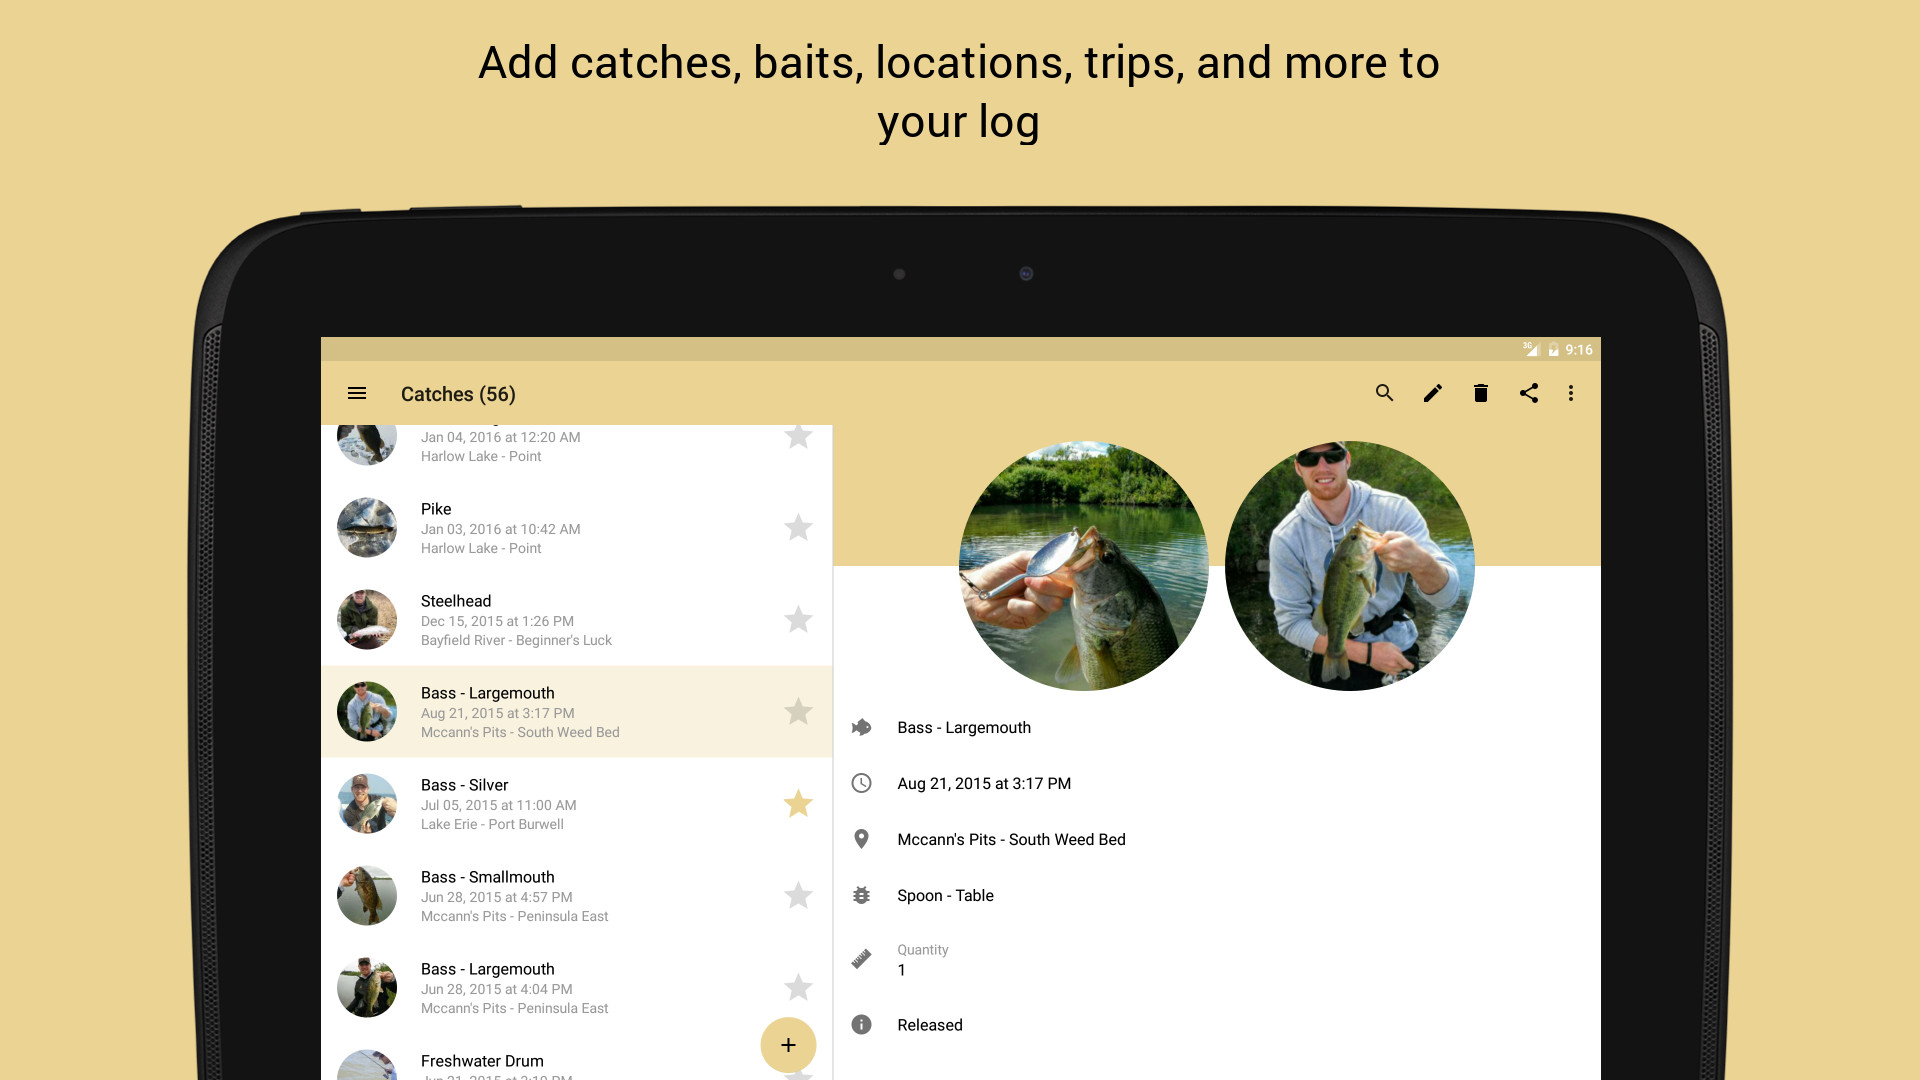 Add catches, baits, locations, trips, and more to
your log
3G
9:16
Catches (56)
Jan 04, 2016 at 12:20 AM
Harlow Lake - Point
Pike
Jan 03, 2016 at 10:42 AM
Harlow Lake - Point
Steelhead
Dec 15, 2015 at 1:26 PM
Bayfield River - Beginner's Luck
Bass - Largemouth
Aug 21, 2015 at 3:17 PM
Mccann's Pits - South Weed Bed
Bass - Silver
Jul 05, 2015 at 11:00 AM
Lake Erie - Port Burwell
Bass - Smallmouth
Jun 28, 2015 at 4:57 PM
Mccann's Pits - Peninsula East
Bass - Largemouth
Jun 28, 2015 at 4:04 PM
Mccann's Pits - Peninsula East
Freshwater Drum
Bass - Largemouth
Aug 21, 2015 at 3:17 PM
Mccann's Pits - South Weed Bed
Spoon - Table
Quantity
1
Released